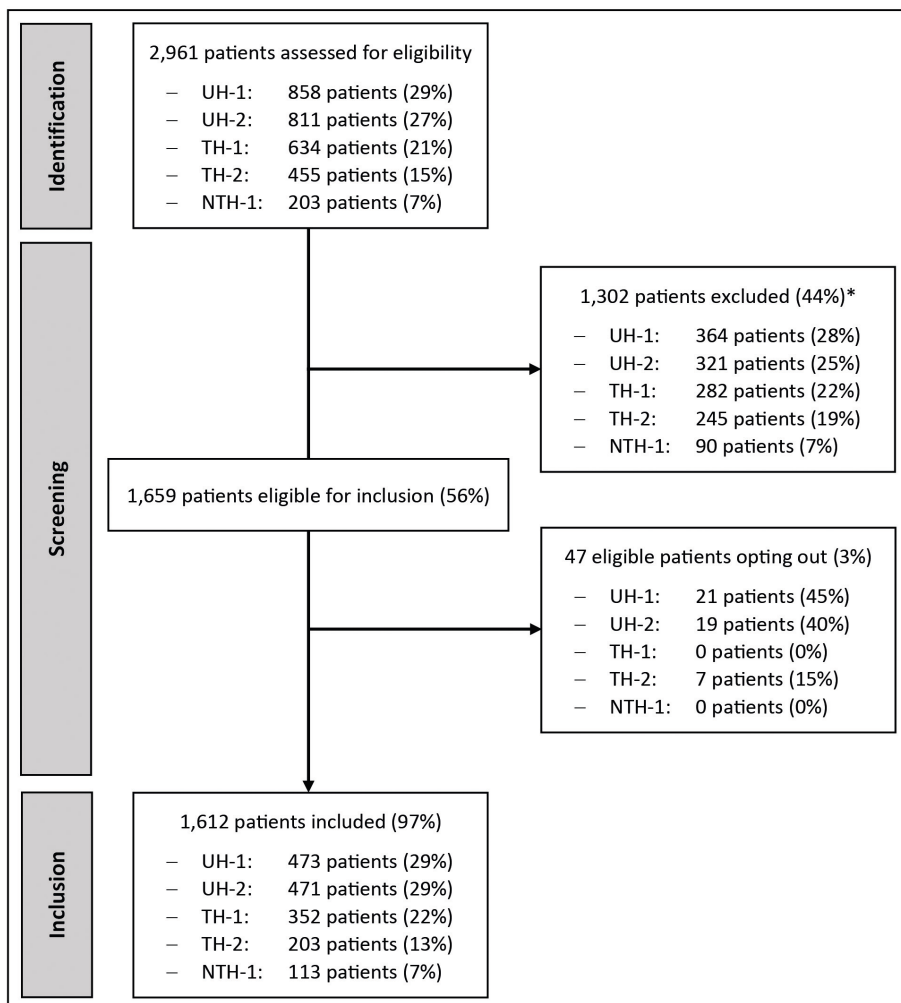 Identification
2,961 patients assessed for eligibility
– UH-1: 858 patients (29%)
– UH-2: 811 patients (27%)
– TH-1: 634 patients (21%)
– TH-2: 455 patients (15%)
– NTH-1: 203 patients (7%)
Screening
1,302 patients excluded (44%)*
– UH-1: 364 patients (28%)
– UH-2: 321 patients (25%)
– TH-1: 282 patients (22%)
– TH-2: 245 patients (19%)
– NTH-1: 90 patients (7%)
1,659 patients eligible for inclusion (56%)
47 eligible patients opting out (3%)
– UH-1: 21 patients (45%)
– UH-2: 19 patients (40%)
– TH-1: 0 patients (0%)
– TH-2: 7 patients (15%)
– NTH-1: 0 patients (0%)
Inclusion
1,612 patients included (97%)
– UH-1: 473 patients (29%)
– UH-2: 471 patients (29%)
– TH-1: 352 patients (22%)
– TH-2: 203 patients (13%)
– NTH-1: 113 patients (7%)